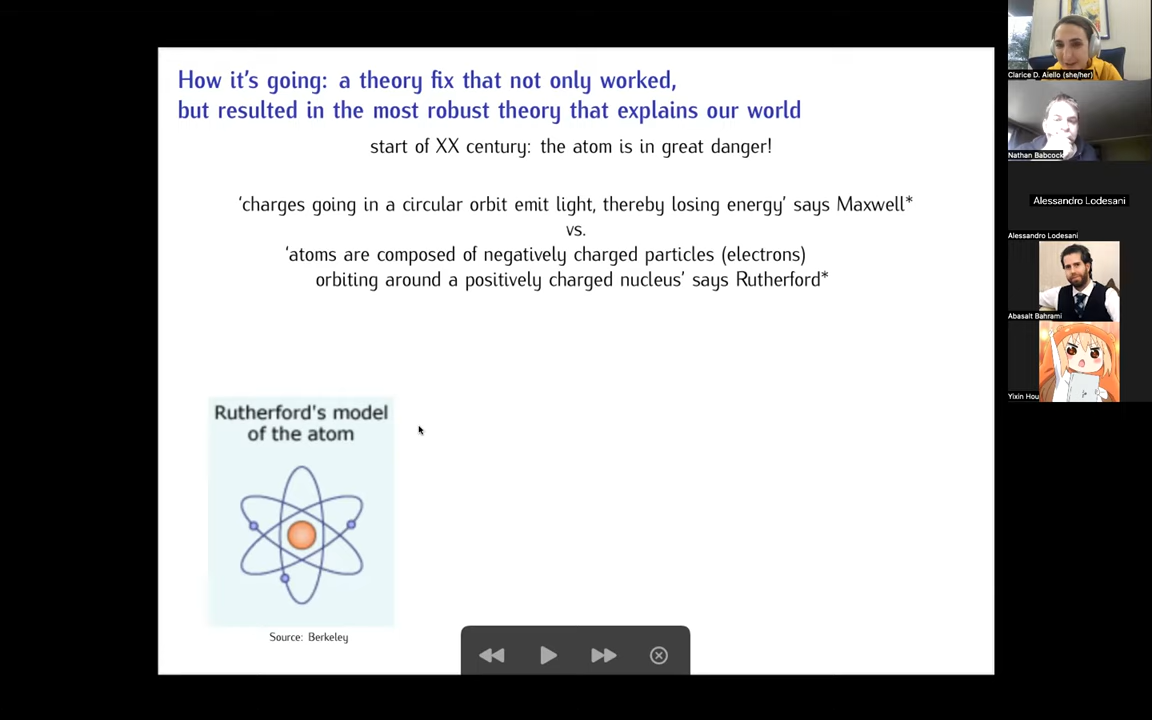 How it's going: a theory fix that not only worked,
but resulted in the most robust theory that explains our world
start of XX century: the atom is in great danger!
'charges going in a circular orbit emit light, thereby losing energy' says Maxwell*
vs.
'atoms are composed of negatively charged particles (electrons)
orbiting around a positively charged nucleus' says Rutherford*
Rutherford's model
of the atom
Source: Berkeley
Clarice D. Aiello (she/her)
Nathan Babcock
Alessandro Lodesani
Alessandro Lodesani
Abasalt Bahrami
Yixin Hou